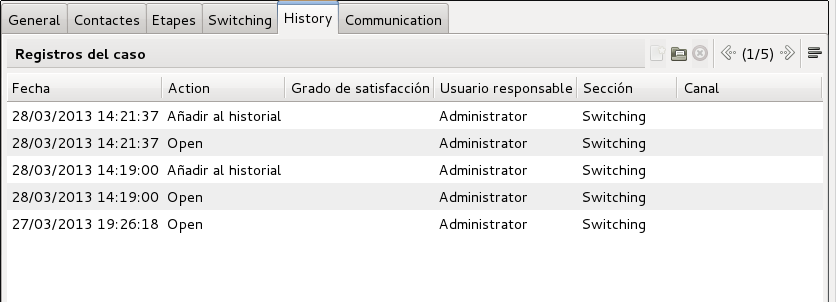 General Contactes Etapes Switching History Communication
Registros del caso (1/5)
Fecha Action Grado de satisfacción Usuario responsable Sección Canal
28/03/2013 14:21:37 Añadir al historial Administrator Switching
28/03/2013 14:21:37 Open Administrator Switching
28/03/2013 14:19:00 Añadir al historial Administrator Switching
28/03/2013 14:19:00 Open Administrator Switching
27/03/2013 19:26:18 Open Administrator Switching